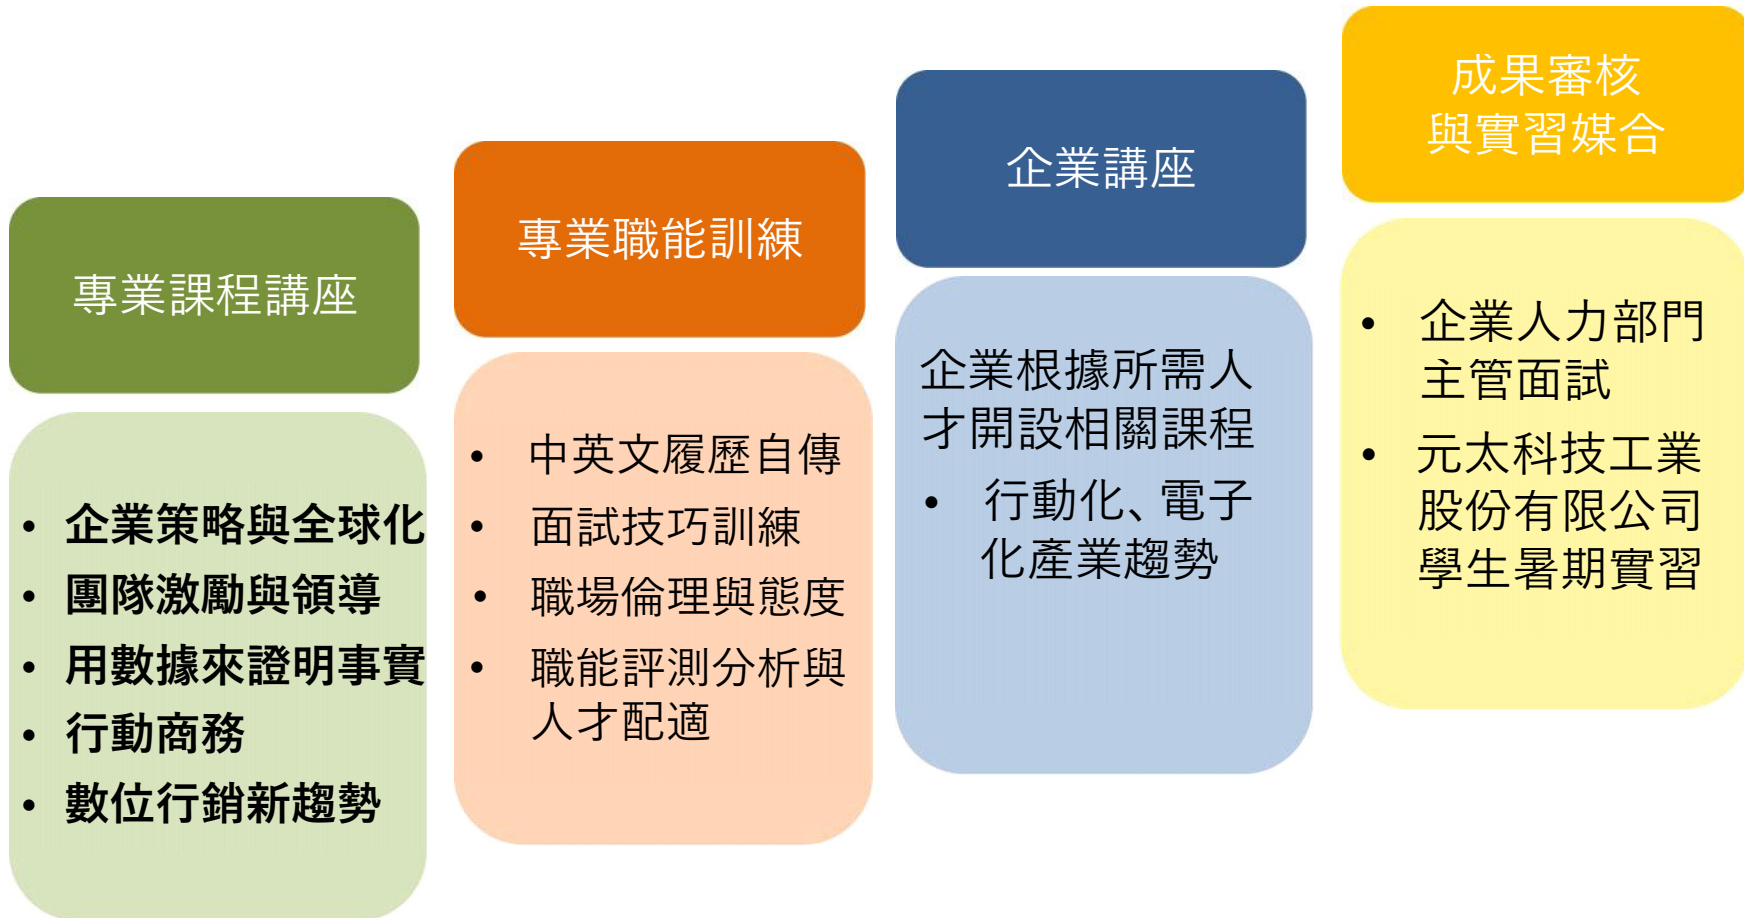 專業課程講座
• 企業策略與全球化
• 團隊激勵與領導
• 用數據來證明事實
• 行動商務
• 數位行銷新趨勢
專業職能訓練
• 中英文履歷自傳
• 面試技巧訓練
• 職場倫理與態度
• 職能評測分析與
人才配適
企業講座
企業根據所需人
才開設相關課程
• 行動化、電子
化產業趨勢
成果審核
與實習媒合
• 企業人力部門
主管面試
• 元太科技工業
股份有限公司
學生暑期實習